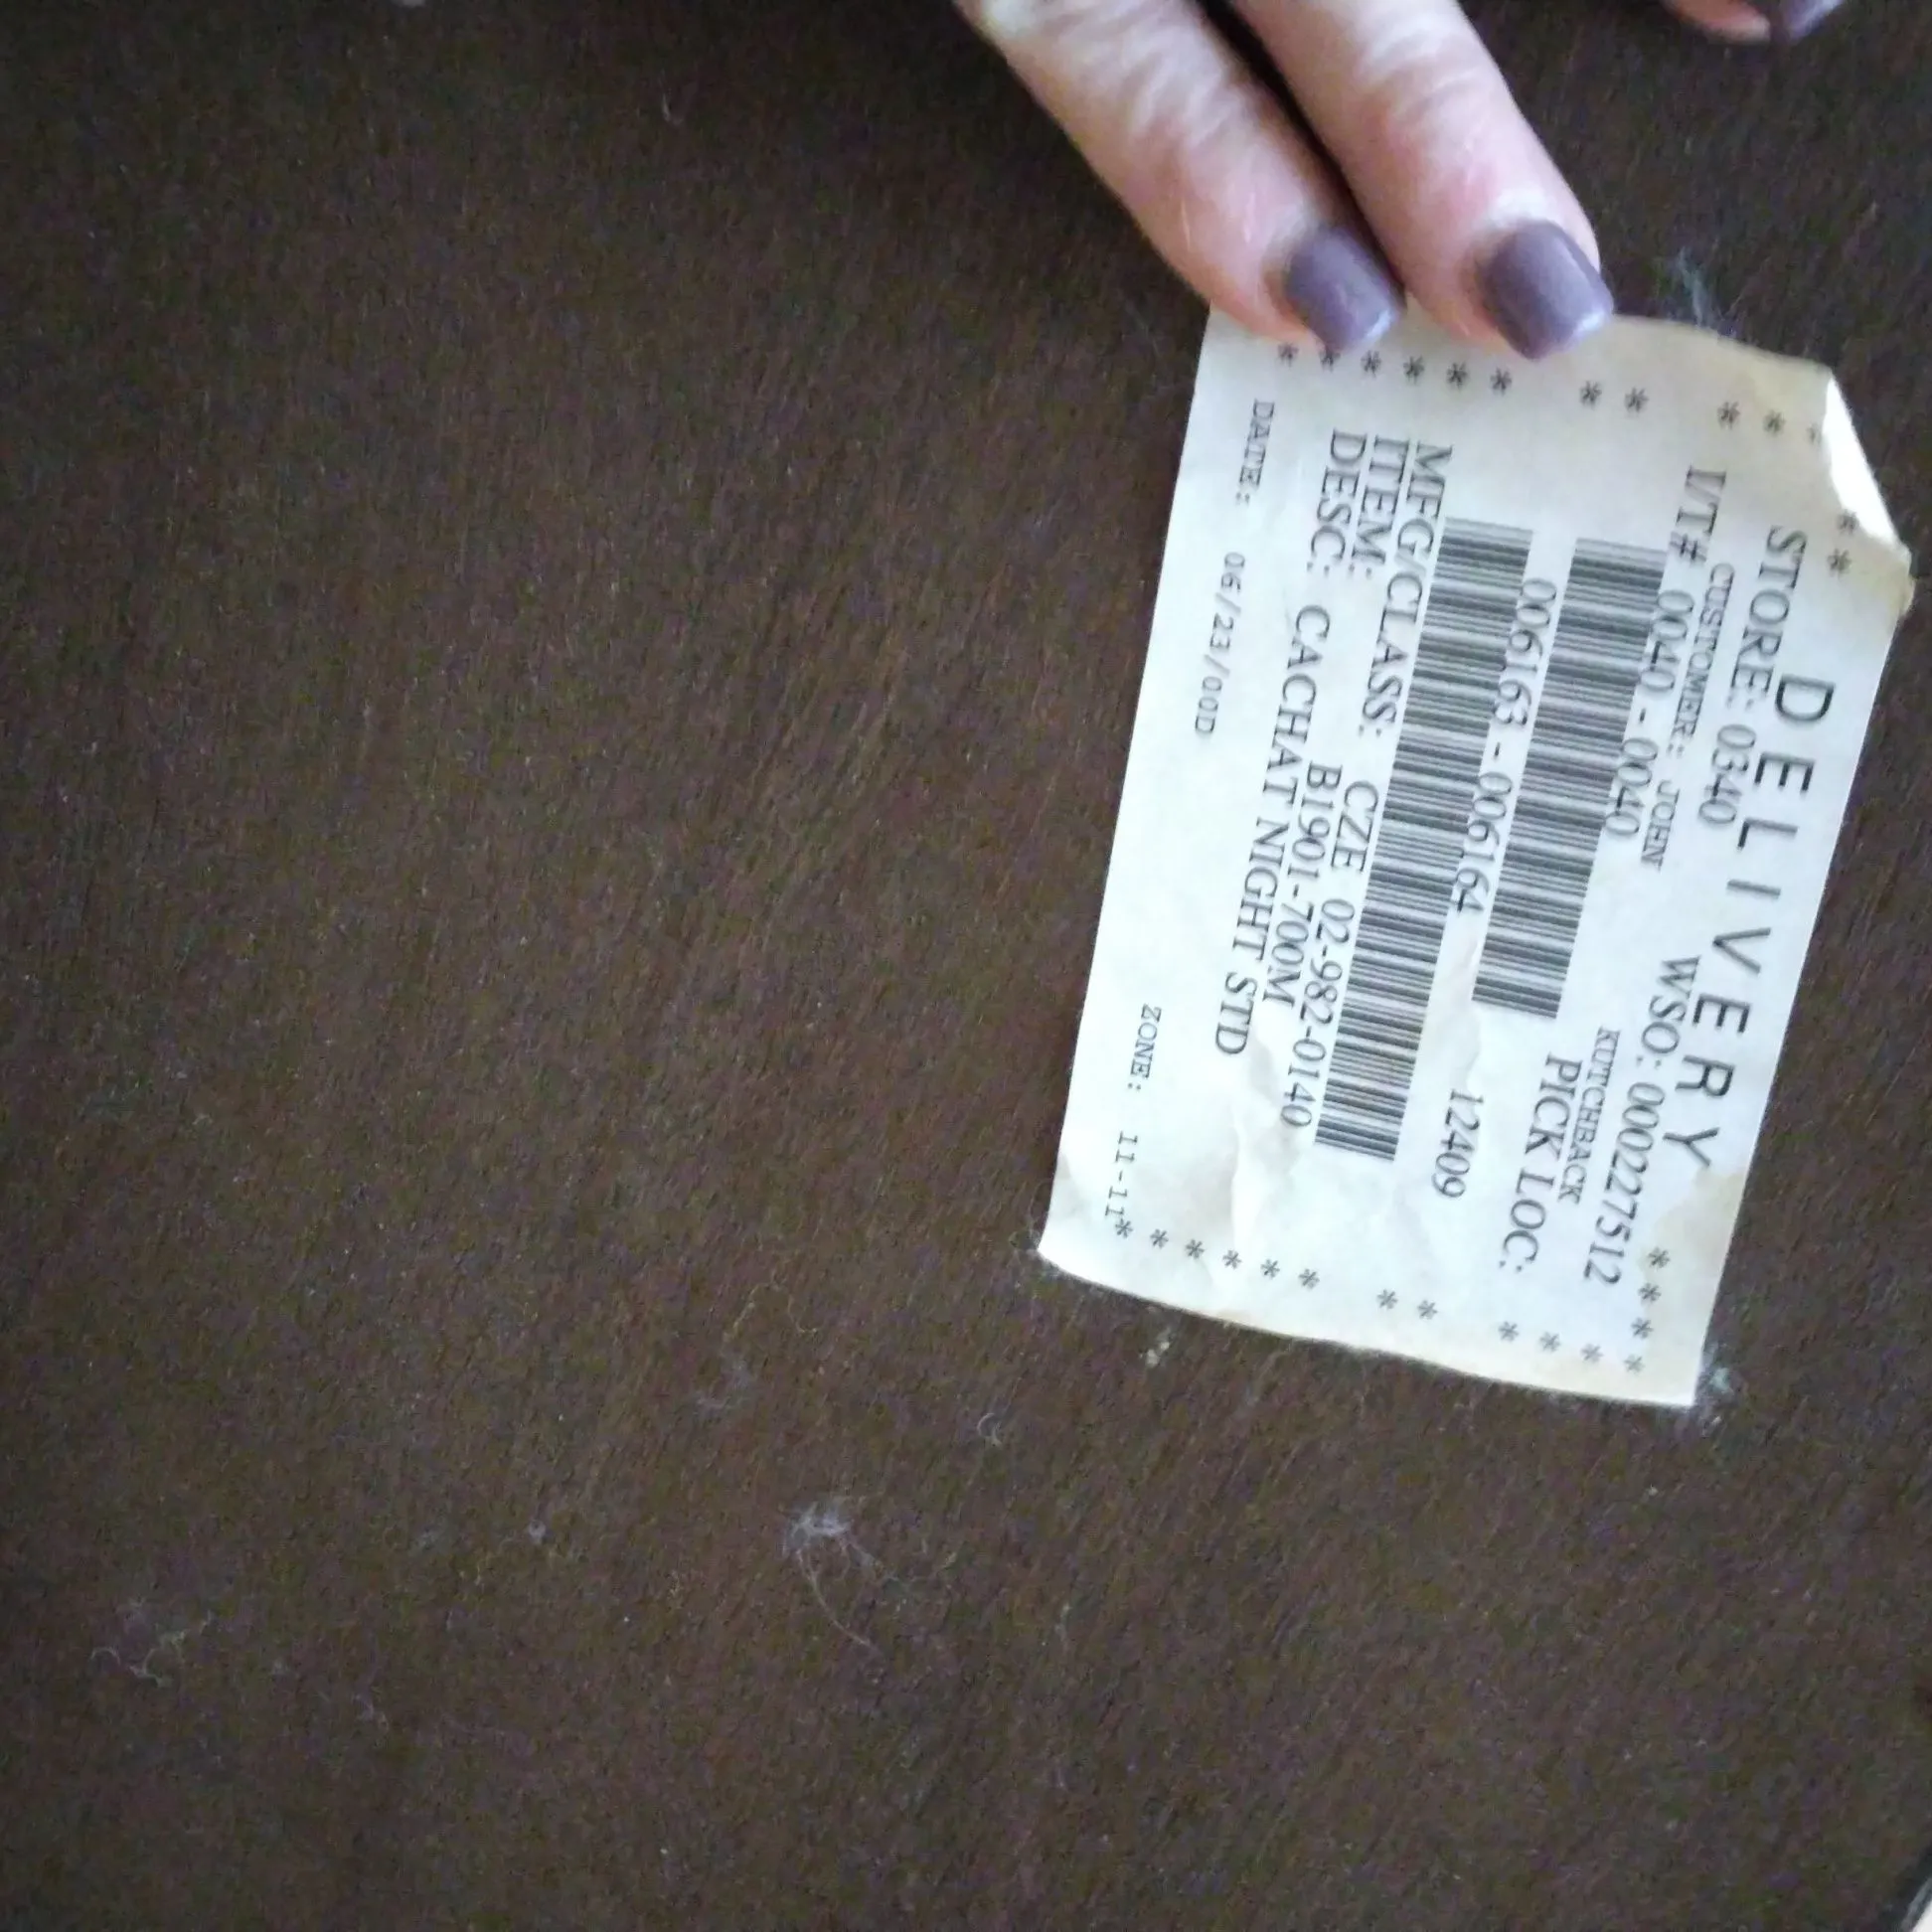 * * * * * * * *
DELIVERY
STORE: 0340 WSO: 000227512
CUSTOMER: JOHN KUTCHBACK
I/T# 0040 - 0040 PICK LOC:
006163 - 006164 12409
MFG/CLASS: CZE 02-982-01140
ITEM: B1901-700M
DESC: CACHAT NIGHT STD
DATE: 06/23/00D ZONE: 11-11